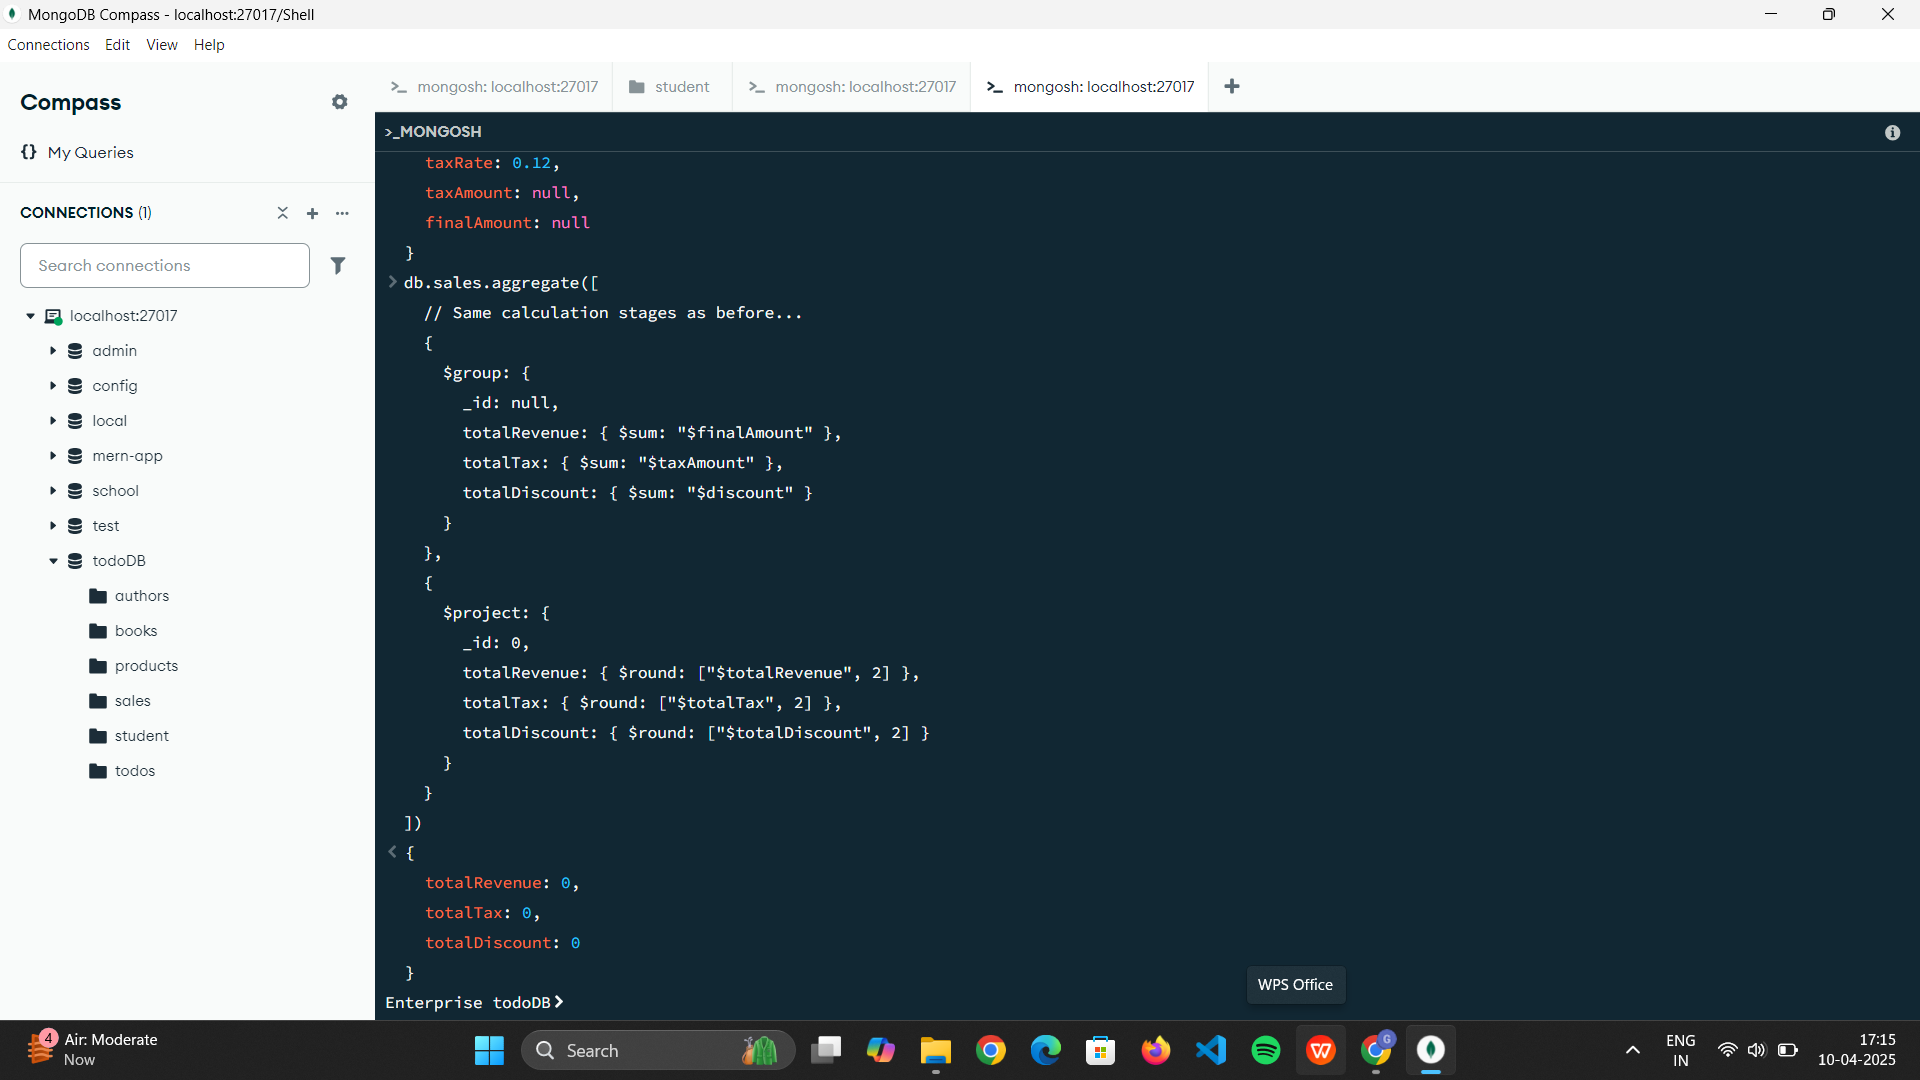 MongoDB Compass - localhost:27017/Shell
Connections Edit View Help
Compass
{} My Queries
CONNECTIONS (1)
Search connections
localhost:27017
admin
config
local
mern-app
school
test
todoDB
authors
books
products
sales
student
todos
>_ mongosh: localhost:27017
student
>_ mongosh: localhost:27017
>_ mongosh: localhost:27017
>_MONGOSH
taxRate: 0.12,
taxAmount: null,
finalAmount: null
}
> db.sales.aggregate([
// Same calculation stages as before...
{
$group: {
_id: null,
totalRevenue: { $sum: "$finalAmount" },
totalTax: { $sum: "$taxAmount" },
totalDiscount: { $sum: "$discount" }
}
},
{
$project: {
_id: 0,
totalRevenue: { $round: ["$totalRevenue", 2] },
totalTax: { $round: ["$totalTax", 2] },
totalDiscount: { $round: ["$totalDiscount", 2] }
}
}
])
< {
totalRevenue: 0,
totalTax: 0,
totalDiscount: 0
}
Enterprise todoDB>
WPS Office
4
Air: Moderate
Now
Search
W
G
ENG
IN
17:15
10-04-2025